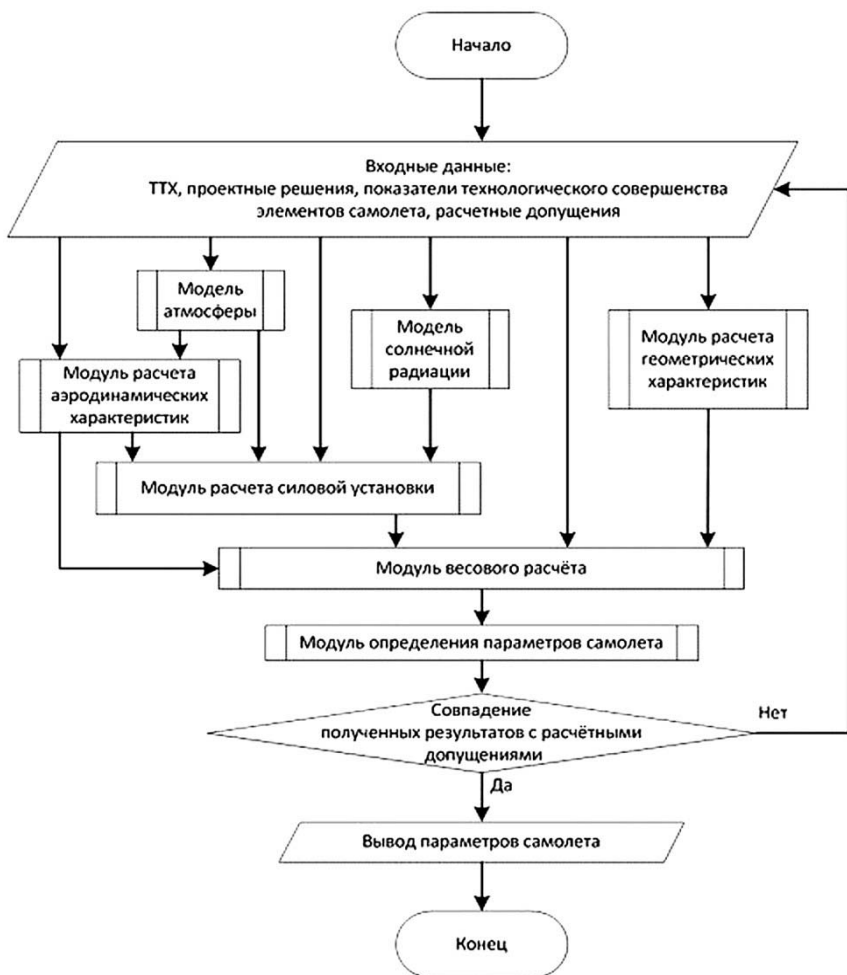 Начало
Входные данные:
ТТХ, проектные решения, показатели технологического совершенства
элементов самолета, расчетные допущения
Модель
атмосферы
Модель
солнечной
радиации
Модуль расчета
геометрических
характеристик
Модуль расчета
аэродинамических
характеристик
Модуль расчета силовой установки
Модуль весового расчёта
Модуль определения параметров самолета
Совпадение
полученных результатов с расчётными
допущениями
Нет
Да
Вывод параметров самолета
Конец